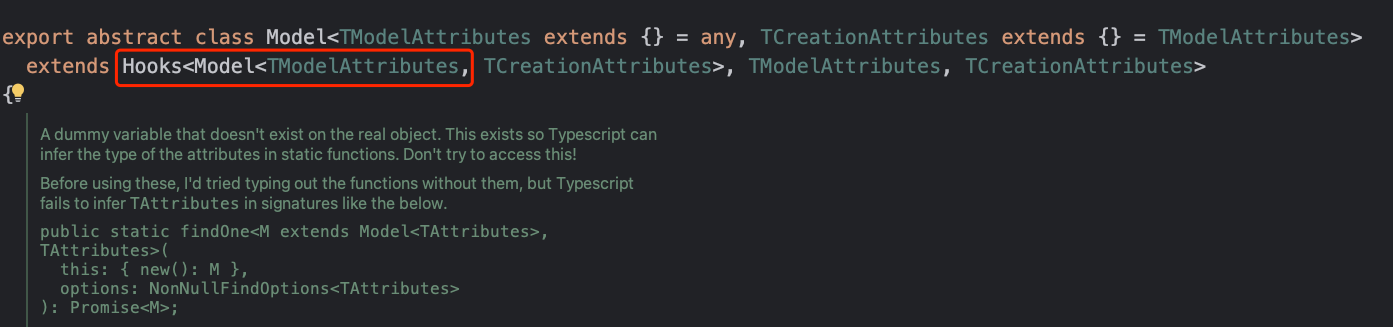 export abstract class Model<TModelAttributes extends {} = any, TCreationAttributes extends {} = TModelAttributes>
extends Hooks<Model<TModelAttributes, TCreationAttributes>, TModelAttributes, TCreationAttributes>
{
A dummy variable that doesn't exist on the real object. This exists so Typescript can
infer the type of the attributes in static functions. Don't try to access this!
Before using these, I'd tried typing out the functions without them, but Typescript
fails to infer TAttributes in signatures like the below.
public static findOne<M extends Model<TAttributes>,
TAttributes>(
this: { new(): M },
options: NonNullFindOptions<TAttributes>
): Promise<M>;